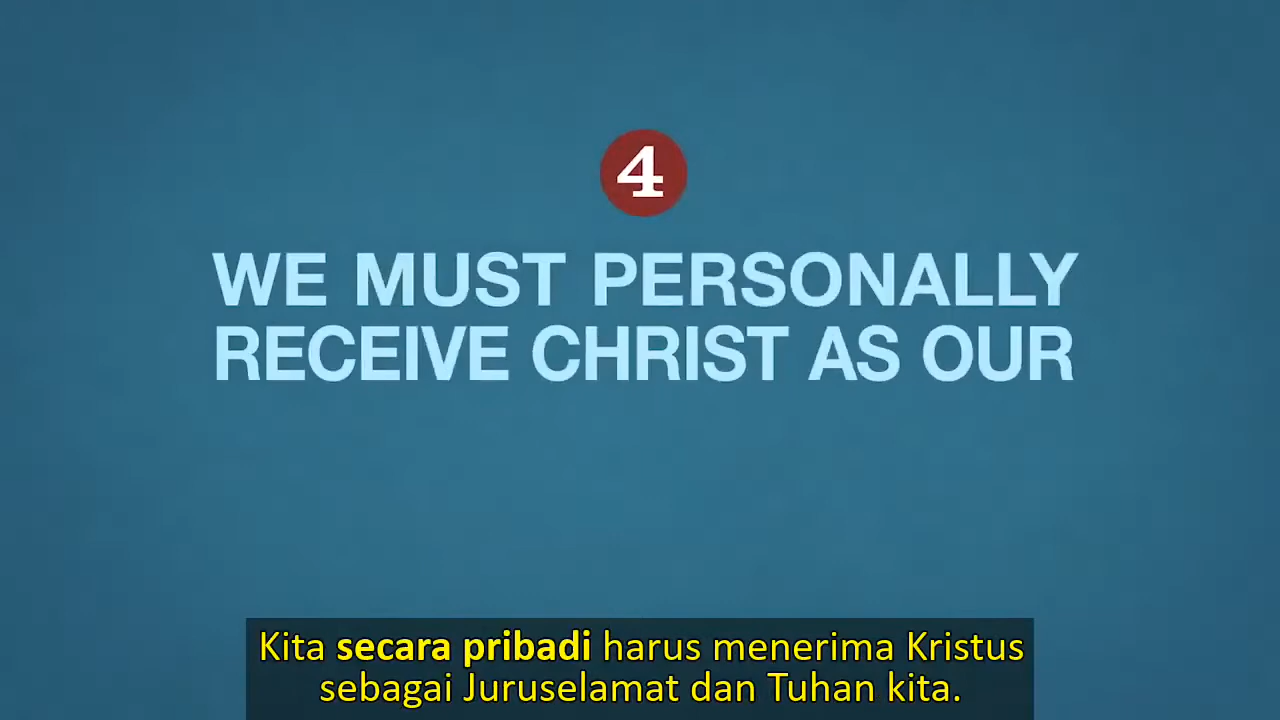 4
WE MUST PERSONALLY
RECEIVE CHRIST AS OUR
Kita secara pribadi harus menerima Kristus
sebagai Juruselamat dan Tuhan kita.